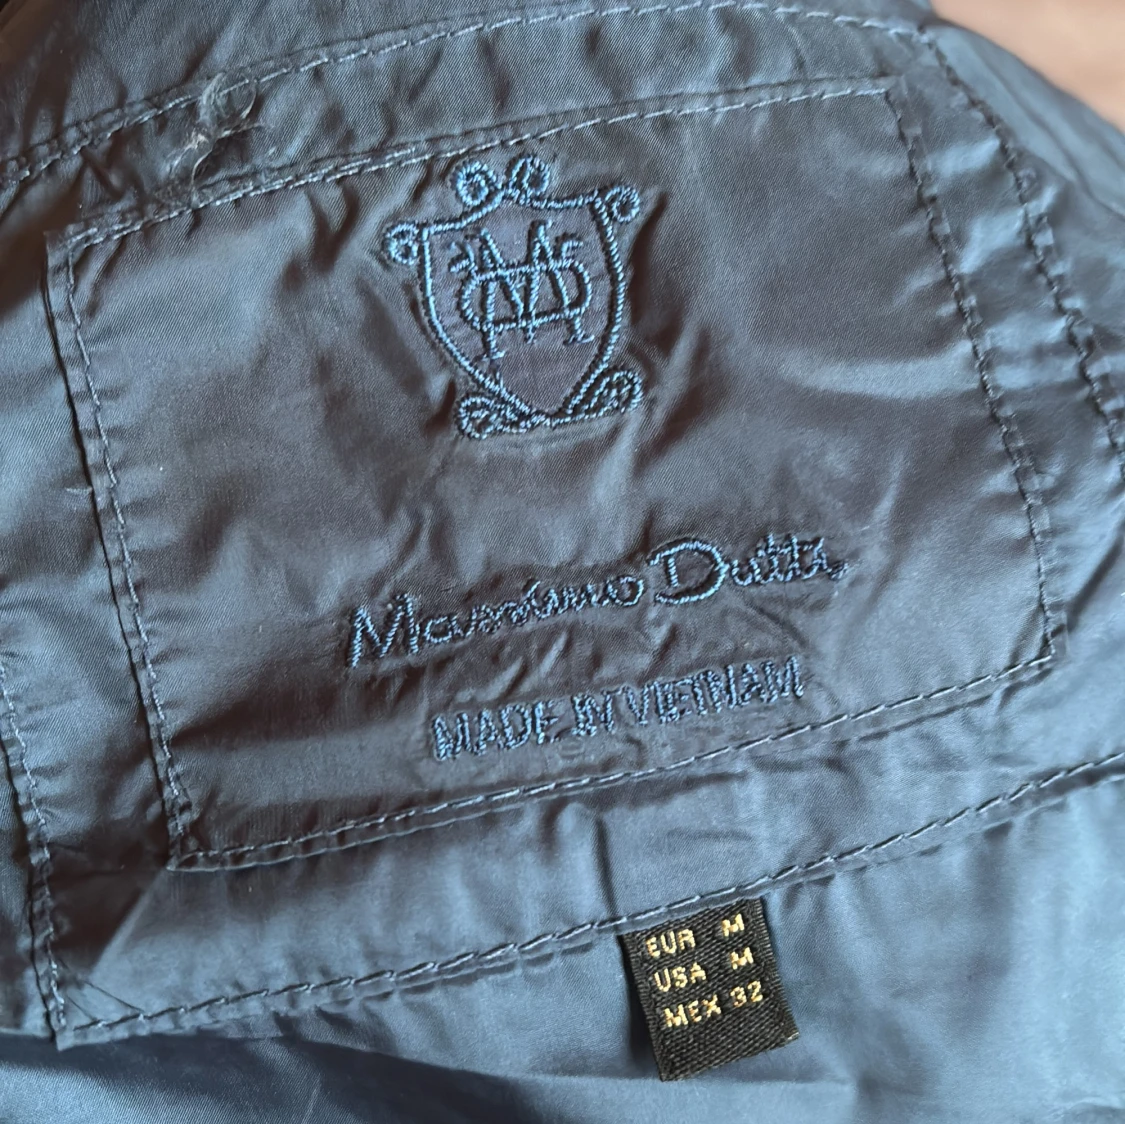 MD
Massimo Dutti
MADE IN VIETNAM
EUR M
USA M
MEX 32